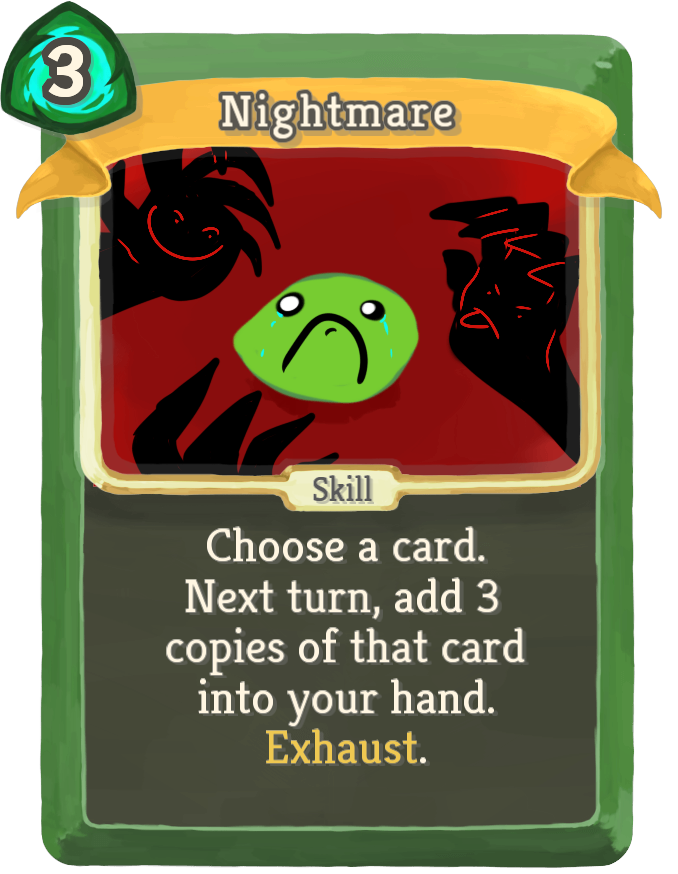 3
Nightmare
Skill
Choose a card.
Next turn, add 3
copies of that card
into your hand.
Exhaust.